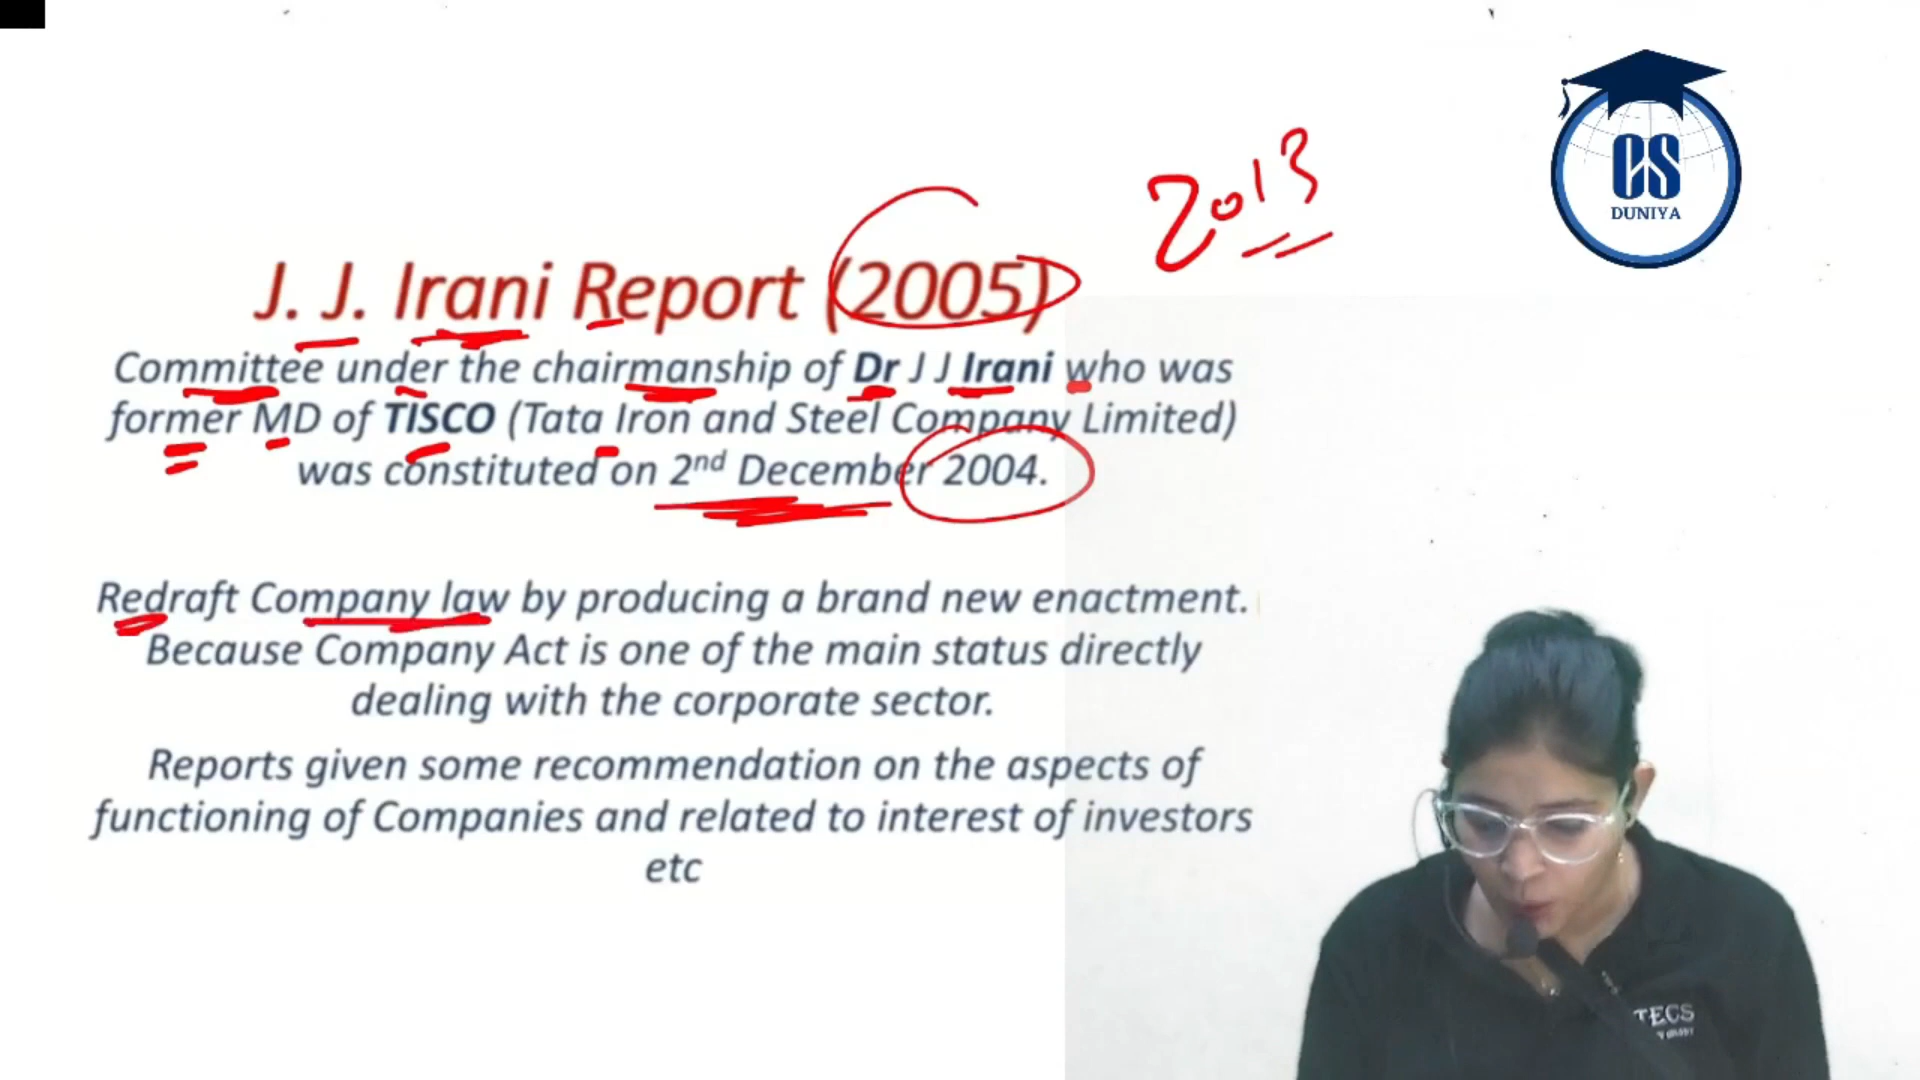 2013
CS
DUNIYA
J. J. Irani Report (2005)
Committee under the chairmanship of Dr J J Irani who was
former MD of TISCO (Tata Iron and Steel Company Limited)
was constituted on 2nd December 2004.
Redraft Company law by producing a brand new enactment.
Because Company Act is one of the main status directly
dealing with the corporate sector.
Reports given some recommendation on the aspects of
functioning of Companies and related to interest of investors
etc
TECS